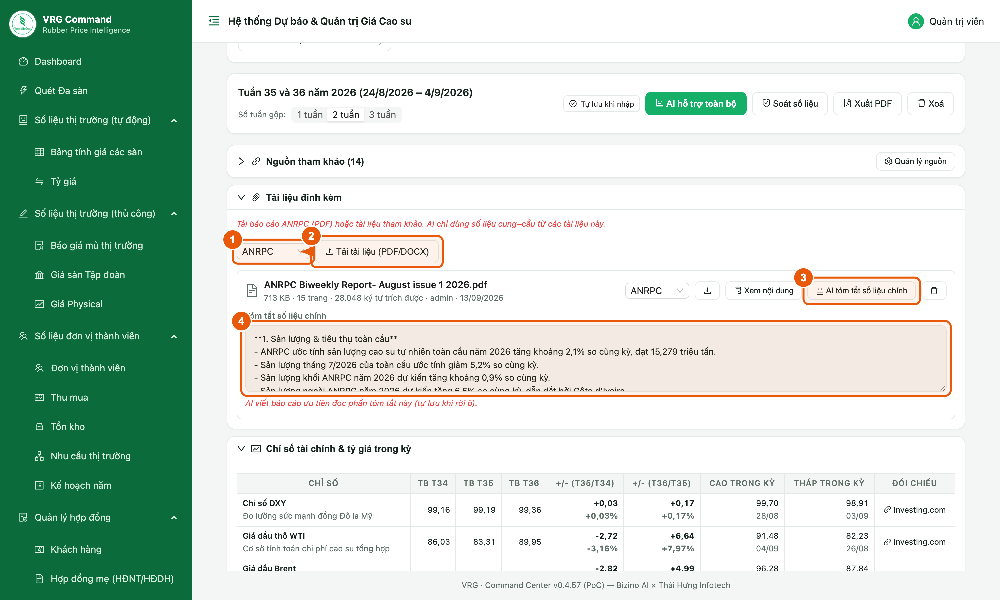 VRG Command
Rubber Price Intelligence
Dashboard
Quét Đa sàn
Số liệu thị trường (tự động)
Bảng tính giá các sàn
Tỷ giá
Số liệu thị trường (thủ công)
Báo giá mủ thị trường
Giá sàn Tập đoàn
Giá Physical
Số liệu đơn vị thành viên
Đơn vị thành viên
Thu mua
Tồn kho
Nhu cầu thị trường
Kế hoạch năm
Quản lý hợp đồng
Khách hàng
Hợp đồng mẹ (HĐNT/HĐDH)
Hệ thống Dự báo & Quản trị Giá Cao su
Quản trị viên
Tuần 35 và 36 năm 2026 (24/8/2026 – 4/9/2026)
Số tuần gộp: 1 tuần 2 tuần 3 tuần
Tự lưu khi nhập
AI hỗ trợ toàn bộ
Soát số liệu
Xuất PDF
Xoá
Nguồn tham khảo (14)
Quản lý nguồn
Tài liệu đính kèm
Tải báo cáo ANRPC (PDF) hoặc tài liệu tham khảo. AI chỉ dùng số liệu cung–cầu từ các tài liệu này.
1
2
ANRPC
Tải tài liệu (PDF/DOCX)
ANRPC Biweekly Report- August issue 1 2026.pdf
713 KB · 15 trang · 28.048 ký tự trích được · admin · 13/09/2026
ANRPC
Xem nội dung
3
AI tóm tắt số liệu chính
4
tóm tắt số liệu chính
**1. Sản lượng & tiêu thụ toàn cầu**
- ANRPC ước tính sản lượng cao su tự nhiên toàn cầu năm 2026 tăng khoảng 2,1% so cùng kỳ, đạt 15,279 triệu tấn.
- Sản lượng tháng 7/2026 của toàn cầu ước tính giảm 5,2% so cùng kỳ.
- Sản lượng khối ANRPC năm 2026 dự kiến tăng khoảng 0,9% so cùng kỳ.
- Sản lượng ngoài ANRPC năm 2026 dự kiến tăng 6,5% so cùng kỳ, dẫn dắt bởi Côte d'Ivoire
AI viết báo cáo ưu tiên đọc phần tóm tắt này (tự lưu khi rời ô).
Chỉ số tài chính & tỷ giá trong kỳ
CHỈ SỐ TB T34 TB T35 TB T36 +/- (T35/T34) +/- (T36/T35) CAO TRONG KỲ THẤP TRONG KỲ ĐỐI CHIẾU
Chỉ số DXY 99,16 99,19 99,36 +0,03 +0,17 99,70 98,91 Investing.com
Đo lường sức mạnh đồng Đô la Mỹ +0,03% +0,17% 28/08 03/09
Giá dầu thô WTI 86,03 83,31 89,95 -2,72 +6,64 91,48 82,23 Investing.com
Cơ sở tính toán chi phí cao su tổng hợp -3,16% +7,97% 04/09 26/08
Giá dầu Brent -2,82 +4,99 96,28 87,84
VRG · Command Center v0.4.57 (PoC) — Bizino AI × Thái Hưng Infotech